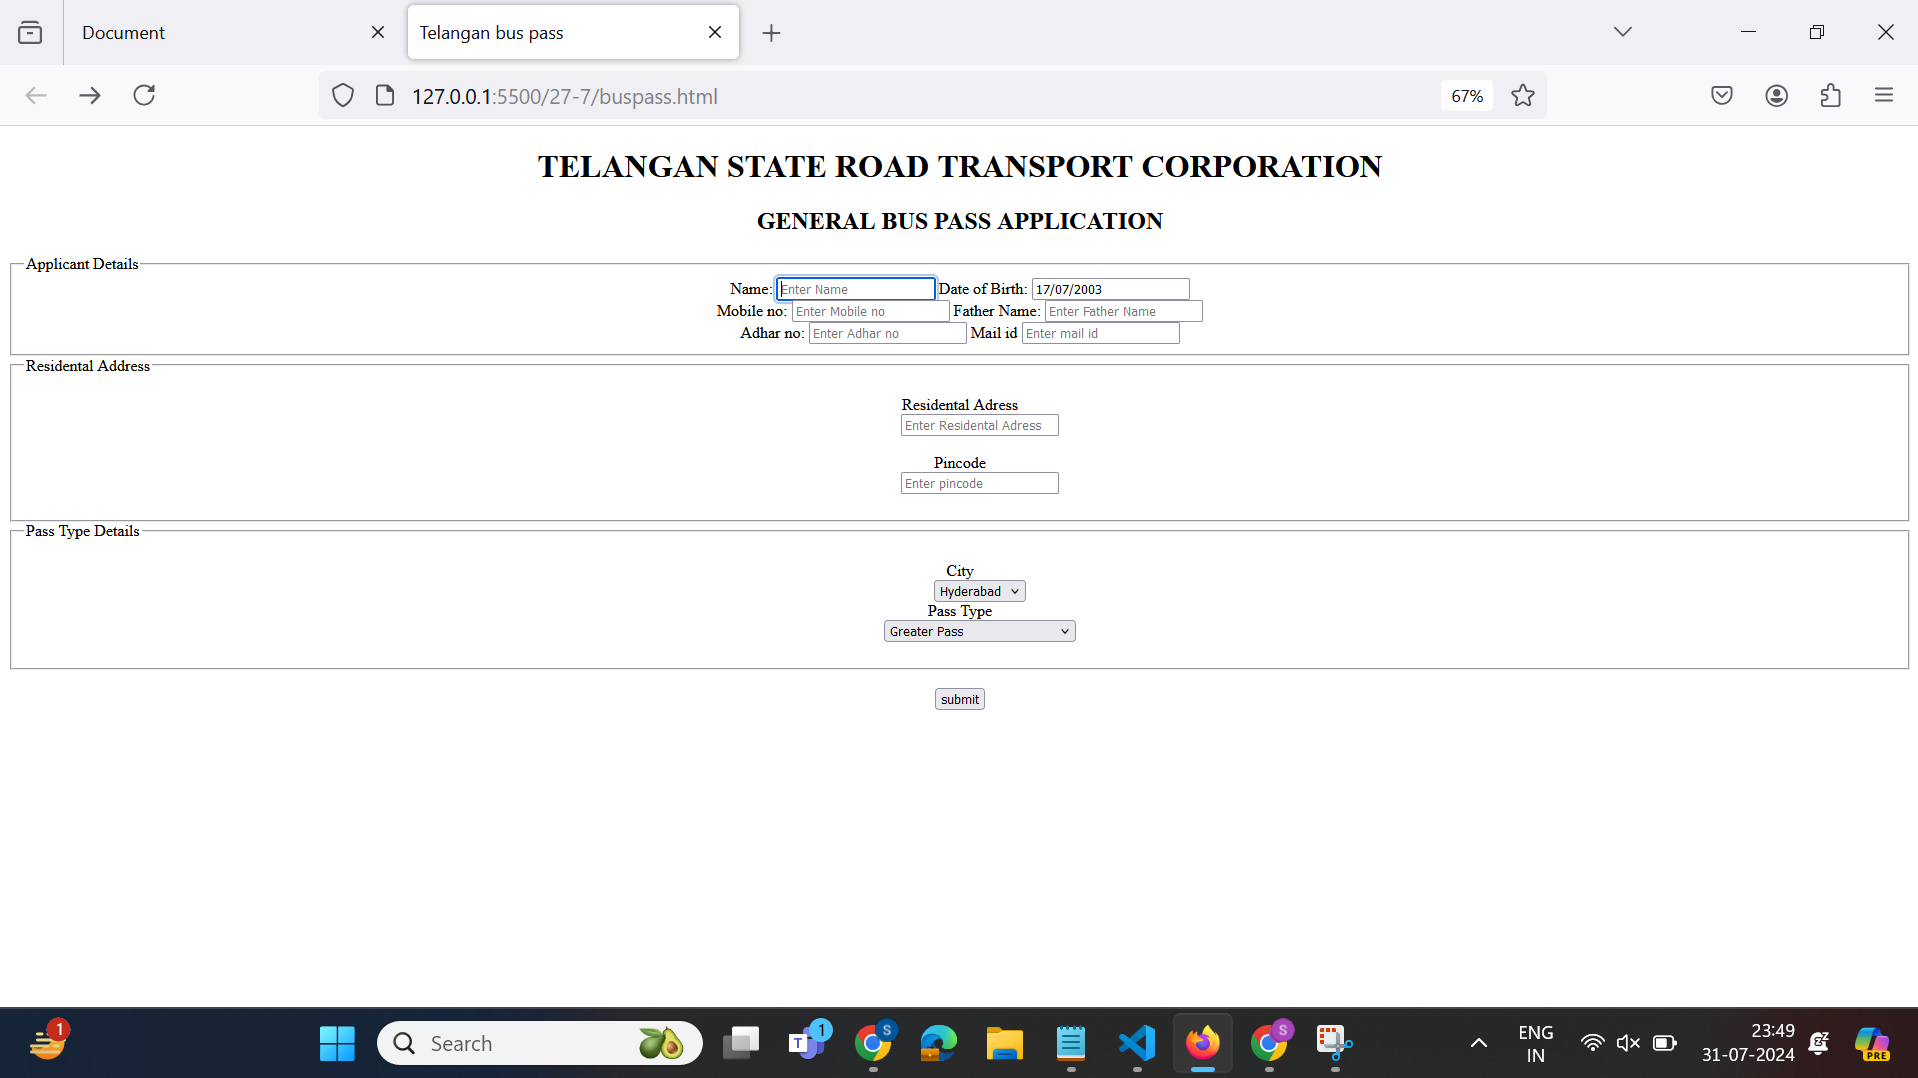 Document
Telangan bus pass
127.0.0.1:5500/27-7/buspass.html
67%
TELANGAN STATE ROAD TRANSPORT CORPORATION
GENERAL BUS PASS APPLICATION
Applicant Details
Name: Enter Name Date of Birth: 17/07/2003
Mobile no: Enter Mobile no Father Name: Enter Father Name
Adhar no: Enter Adhar no Mail id Enter mail id
Residental Address
Residental Adress
Enter Residental Adress
Pincode
Enter pincode
Pass Type Details
City
Hyderabad
Pass Type
Greater Pass
submit
1
Search
T
1
S
S
PRE
ENG
IN
23:49
31-07-2024